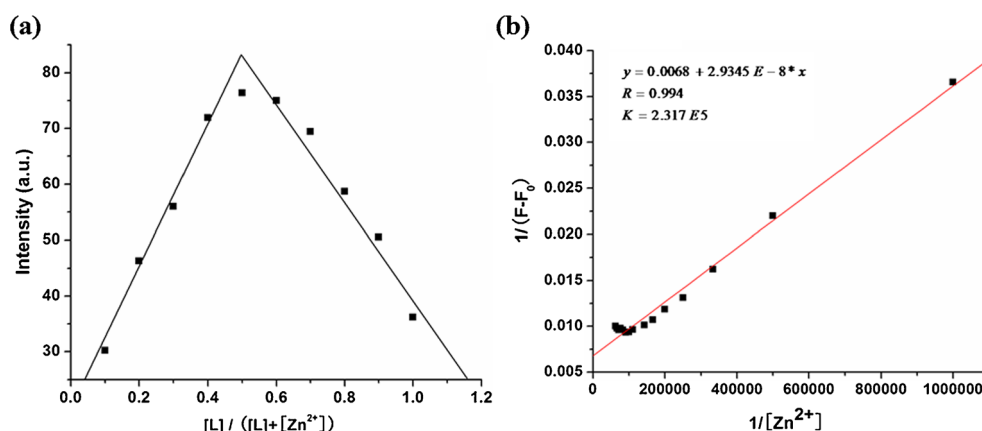 (a)
80
70
60
50
40
30
Intensity (a.u.)
0.0 0.2 0.4 0.6 0.8 1.0 1.2
[L] / ([L]+[Zn²⁺])
(b)
0.040
0.035
0.030
0.025
0.020
0.015
0.010
0.005
1/(F-F₀)
y = 0.0068 + 2.9345 E – 8* x
R = 0.994
K = 2.317 E5
0 200000 400000 600000 800000 1000000
1/[Zn²⁺]